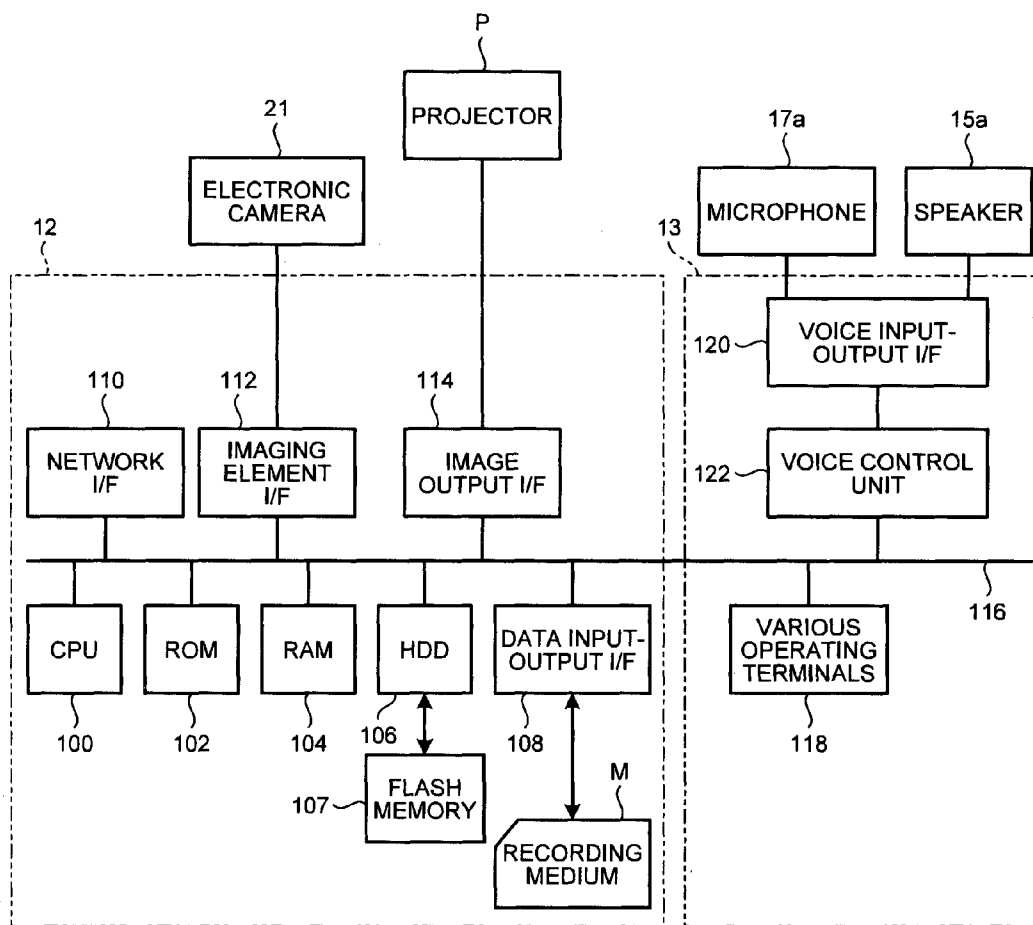 P
PROJECTOR
21
ELECTRONIC
CAMERA
17a
MICROPHONE
15a
SPEAKER
12
13
120
VOICE INPUT-
OUTPUT I/F
110
NETWORK
I/F
112
IMAGING
ELEMENT
I/F
114
IMAGE
OUTPUT I/F
122
VOICE CONTROL
UNIT
116
CPU
100
ROM
102
RAM
104
HDD
106
DATA INPUT-
OUTPUT I/F
108
VARIOUS
OPERATING
TERMINALS
118
107
FLASH
MEMORY
M
RECORDING
MEDIUM